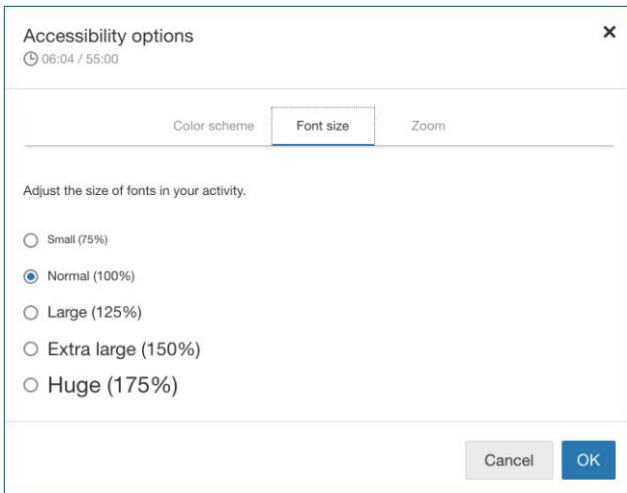 Accessibility options
06:04 / 55:00
Color scheme Font size Zoom
Adjust the size of fonts in your activity.
Small (75%)
Normal (100%)
Large (125%)
Extra large (150%)
Huge (175%)
Cancel OK